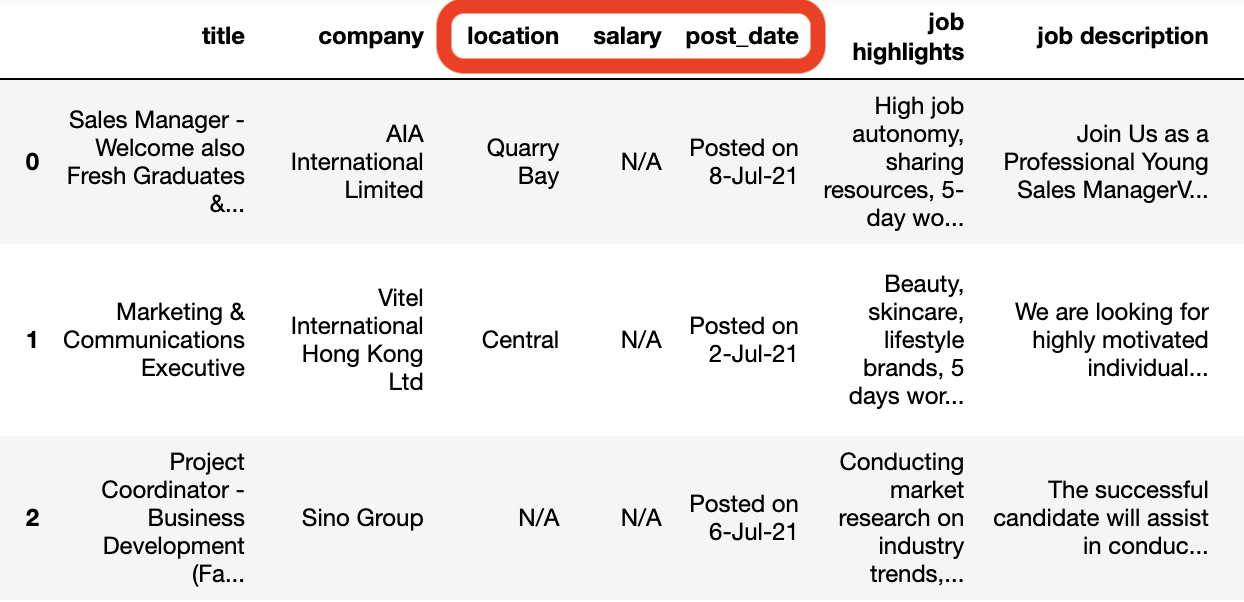 title company location salary post_date job highlights job description
0 Sales Manager - Welcome also Fresh Graduates &... AIA International Limited Quarry Bay N/A Posted on 8-Jul-21 High job autonomy, sharing resources, 5-day wo... Join Us as a Professional Young Sales ManagerV...
1 Marketing & Communications Executive Vitel International Hong Kong Ltd Central N/A Posted on 2-Jul-21 Beauty, skincare, lifestyle brands, 5 days wor... We are looking for highly motivated individual...
2 Project Coordinator - Business Development (Fa... Sino Group N/A N/A Posted on 6-Jul-21 Conducting market research on industry trends,... The successful candidate will assist in conduc...